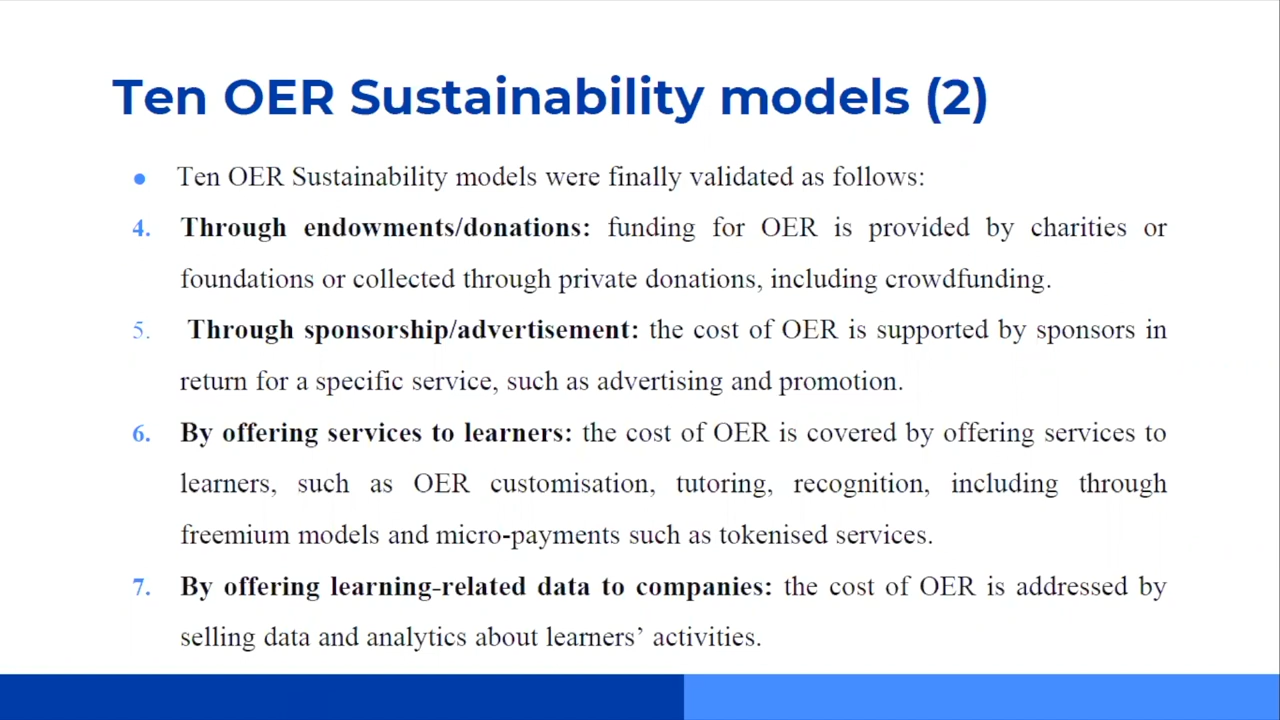 Ten OER Sustainability models (2)
● Ten OER Sustainability models were finally validated as follows:
4. Through endowments/donations: funding for OER is provided by charities or
foundations or collected through private donations, including crowdfunding.
5. Through sponsorship/advertisement: the cost of OER is supported by sponsors in
return for a specific service, such as advertising and promotion.
6. By offering services to learners: the cost of OER is covered by offering services to
learners, such as OER customisation, tutoring, recognition, including through
freemium models and micro-payments such as tokenised services.
7. By offering learning-related data to companies: the cost of OER is addressed by
selling data and analytics about learners’ activities.